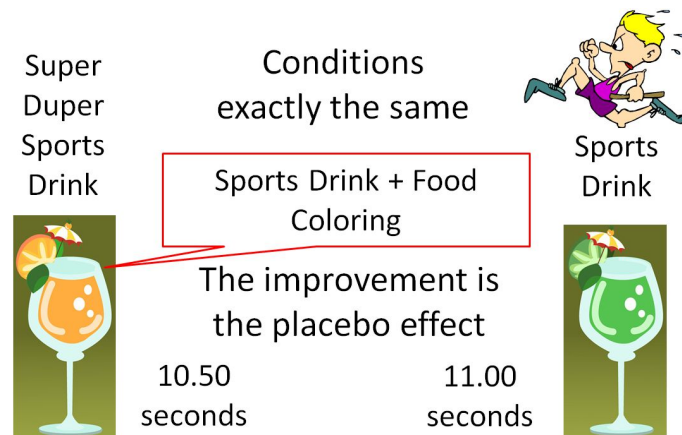 Super
Duper
Sports
Drink
Conditions
exactly the same
Sports
Drink
Sports Drink + Food
Coloring
The improvement is
the placebo effect
10.50
seconds
11.00
seconds